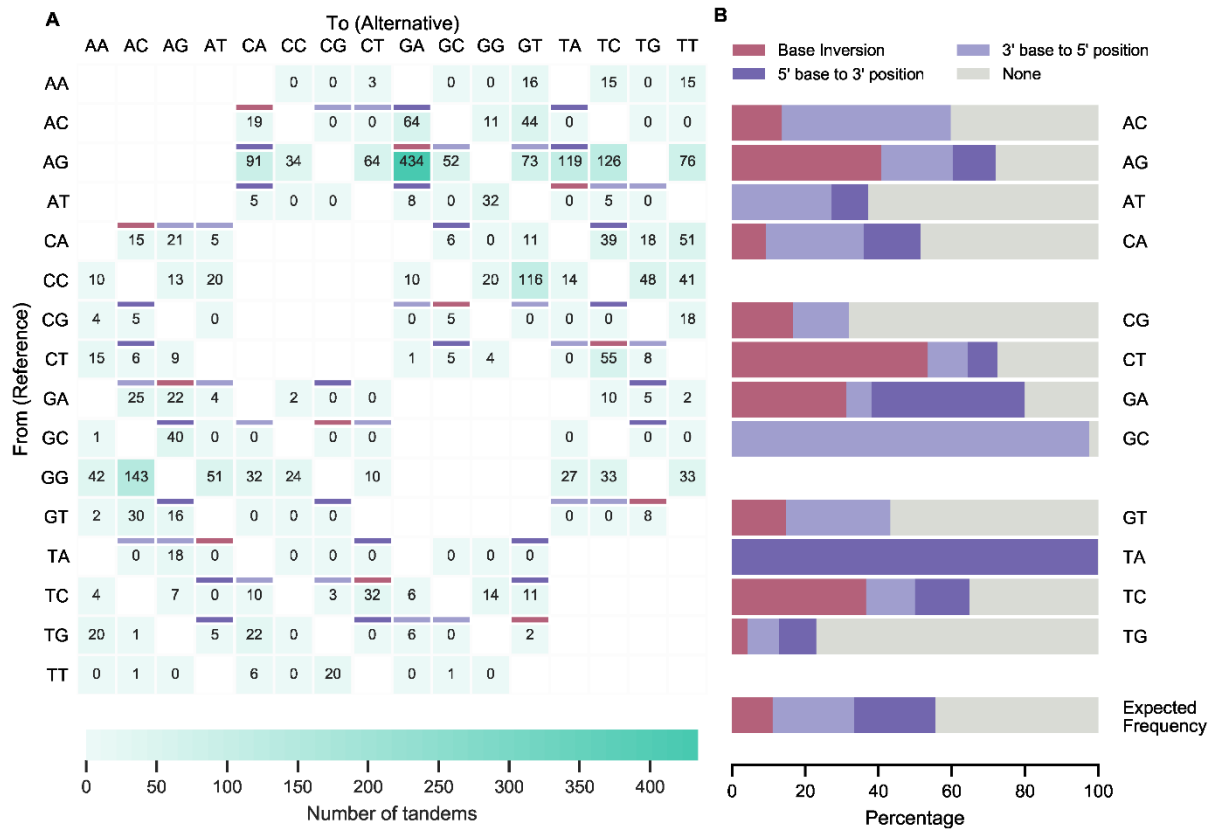 A
To (Alternative)
AA AC AG AT CA CC CG CT GA GC GG GT TA TC TG TT
From (Reference)
AA 0 0 3 0 0 16 15 0 15
AC 19 0 0 64 11 44 0 0 0
AG 91 34 64 434 52 73 119 126 76
AT 5 0 0 8 0 32 0 5 0
CA 15 21 5 6 0 11 39 18 51
CC 10 13 20 10 20 116 14 48 41
CG 4 5 0 0 5 0 0 0 18
CT 15 6 9 1 5 4 0 55 8
GA 25 22 4 2 0 0 10 5 2
GC 1 40 0 0 0 0 0 0 0
GG 42 143 51 32 24 10 27 33 33
GT 2 30 16 0 0 0 0 0 8
TA 0 18 0 0 0 0 0 0 0
TC 4 7 0 10 3 32 6 14 11
TG 20 1 5 22 0 0 6 0 2
TT 0 1 0 6 0 20 0 1 0
0 50 100 150 200 250 300 350 400
Number of tandems
B
Base Inversion
3' base to 5' position
5' base to 3' position
None
AC
AG
AT
CA
CG
CT
GA
GC
GT
TA
TC
TG
Expected
Frequency
0 20 40 60 80 100
Percentage